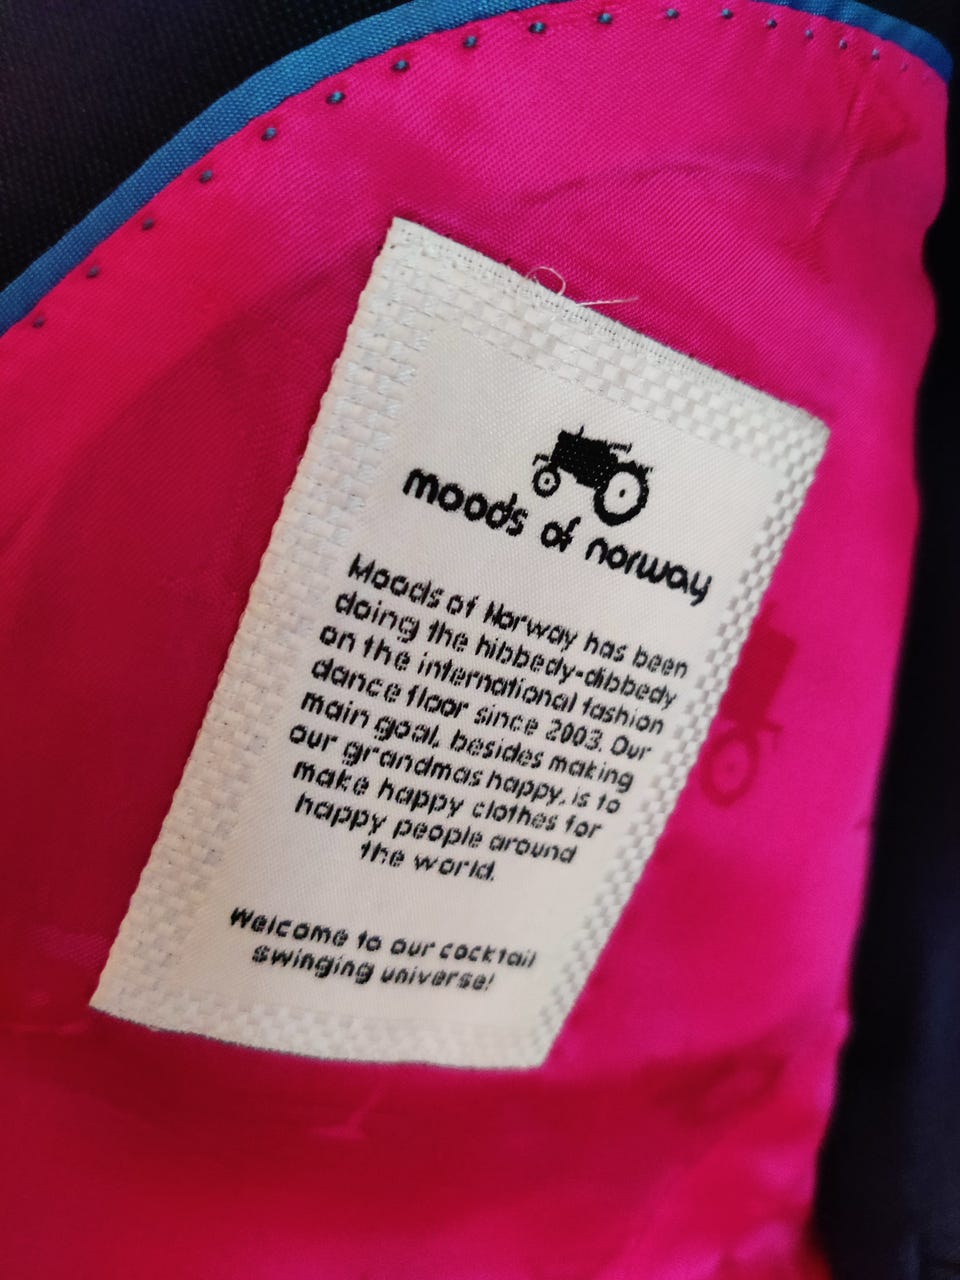 moods of norway
Moods of Norway has been
doing the hibbedy-dibbedy
on the international fashion
dance floor since 2003. Our
main goal, besides making
our grandmas happy, is to
make happy clothes for
happy people around
the world.
Welcome to our cocktail
swinging universe!